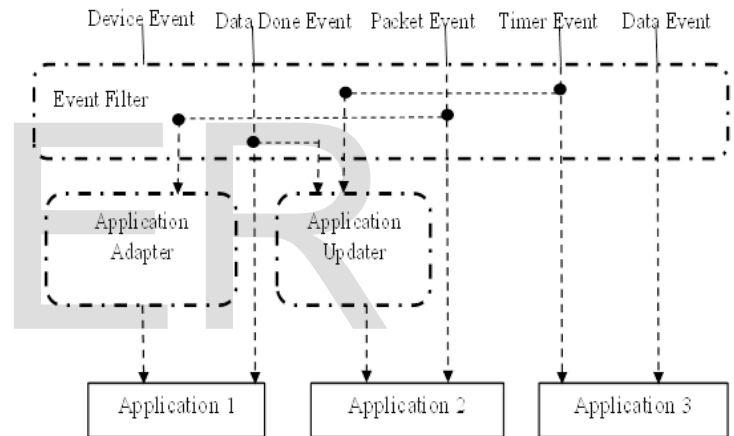 Device Event Data Done Event Packet Event Timer Event Data Event
Event Filter
Application
Adapter
Application
Updater
Application 1
Application 2
Application 3
ER